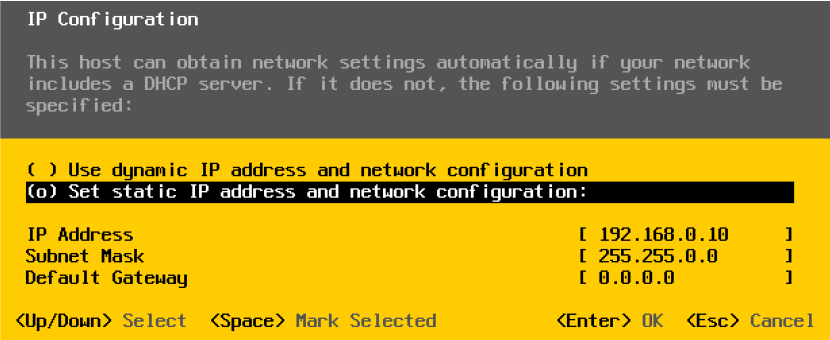 IP Configuration
This host can obtain network settings automatically if your network
includes a DHCP server. If it does not, the following settings must be
specified:
( ) Use dynamic IP address and network configuration
(o) Set static IP address and network configuration:
IP Address [ 192.168.0.10 ]
Subnet Mask [ 255.255.0.0 ]
Default Gateway [ 0.0.0.0 ]
<Up/Down> Select <Space> Mark Selected <Enter> OK <Esc> Cancel